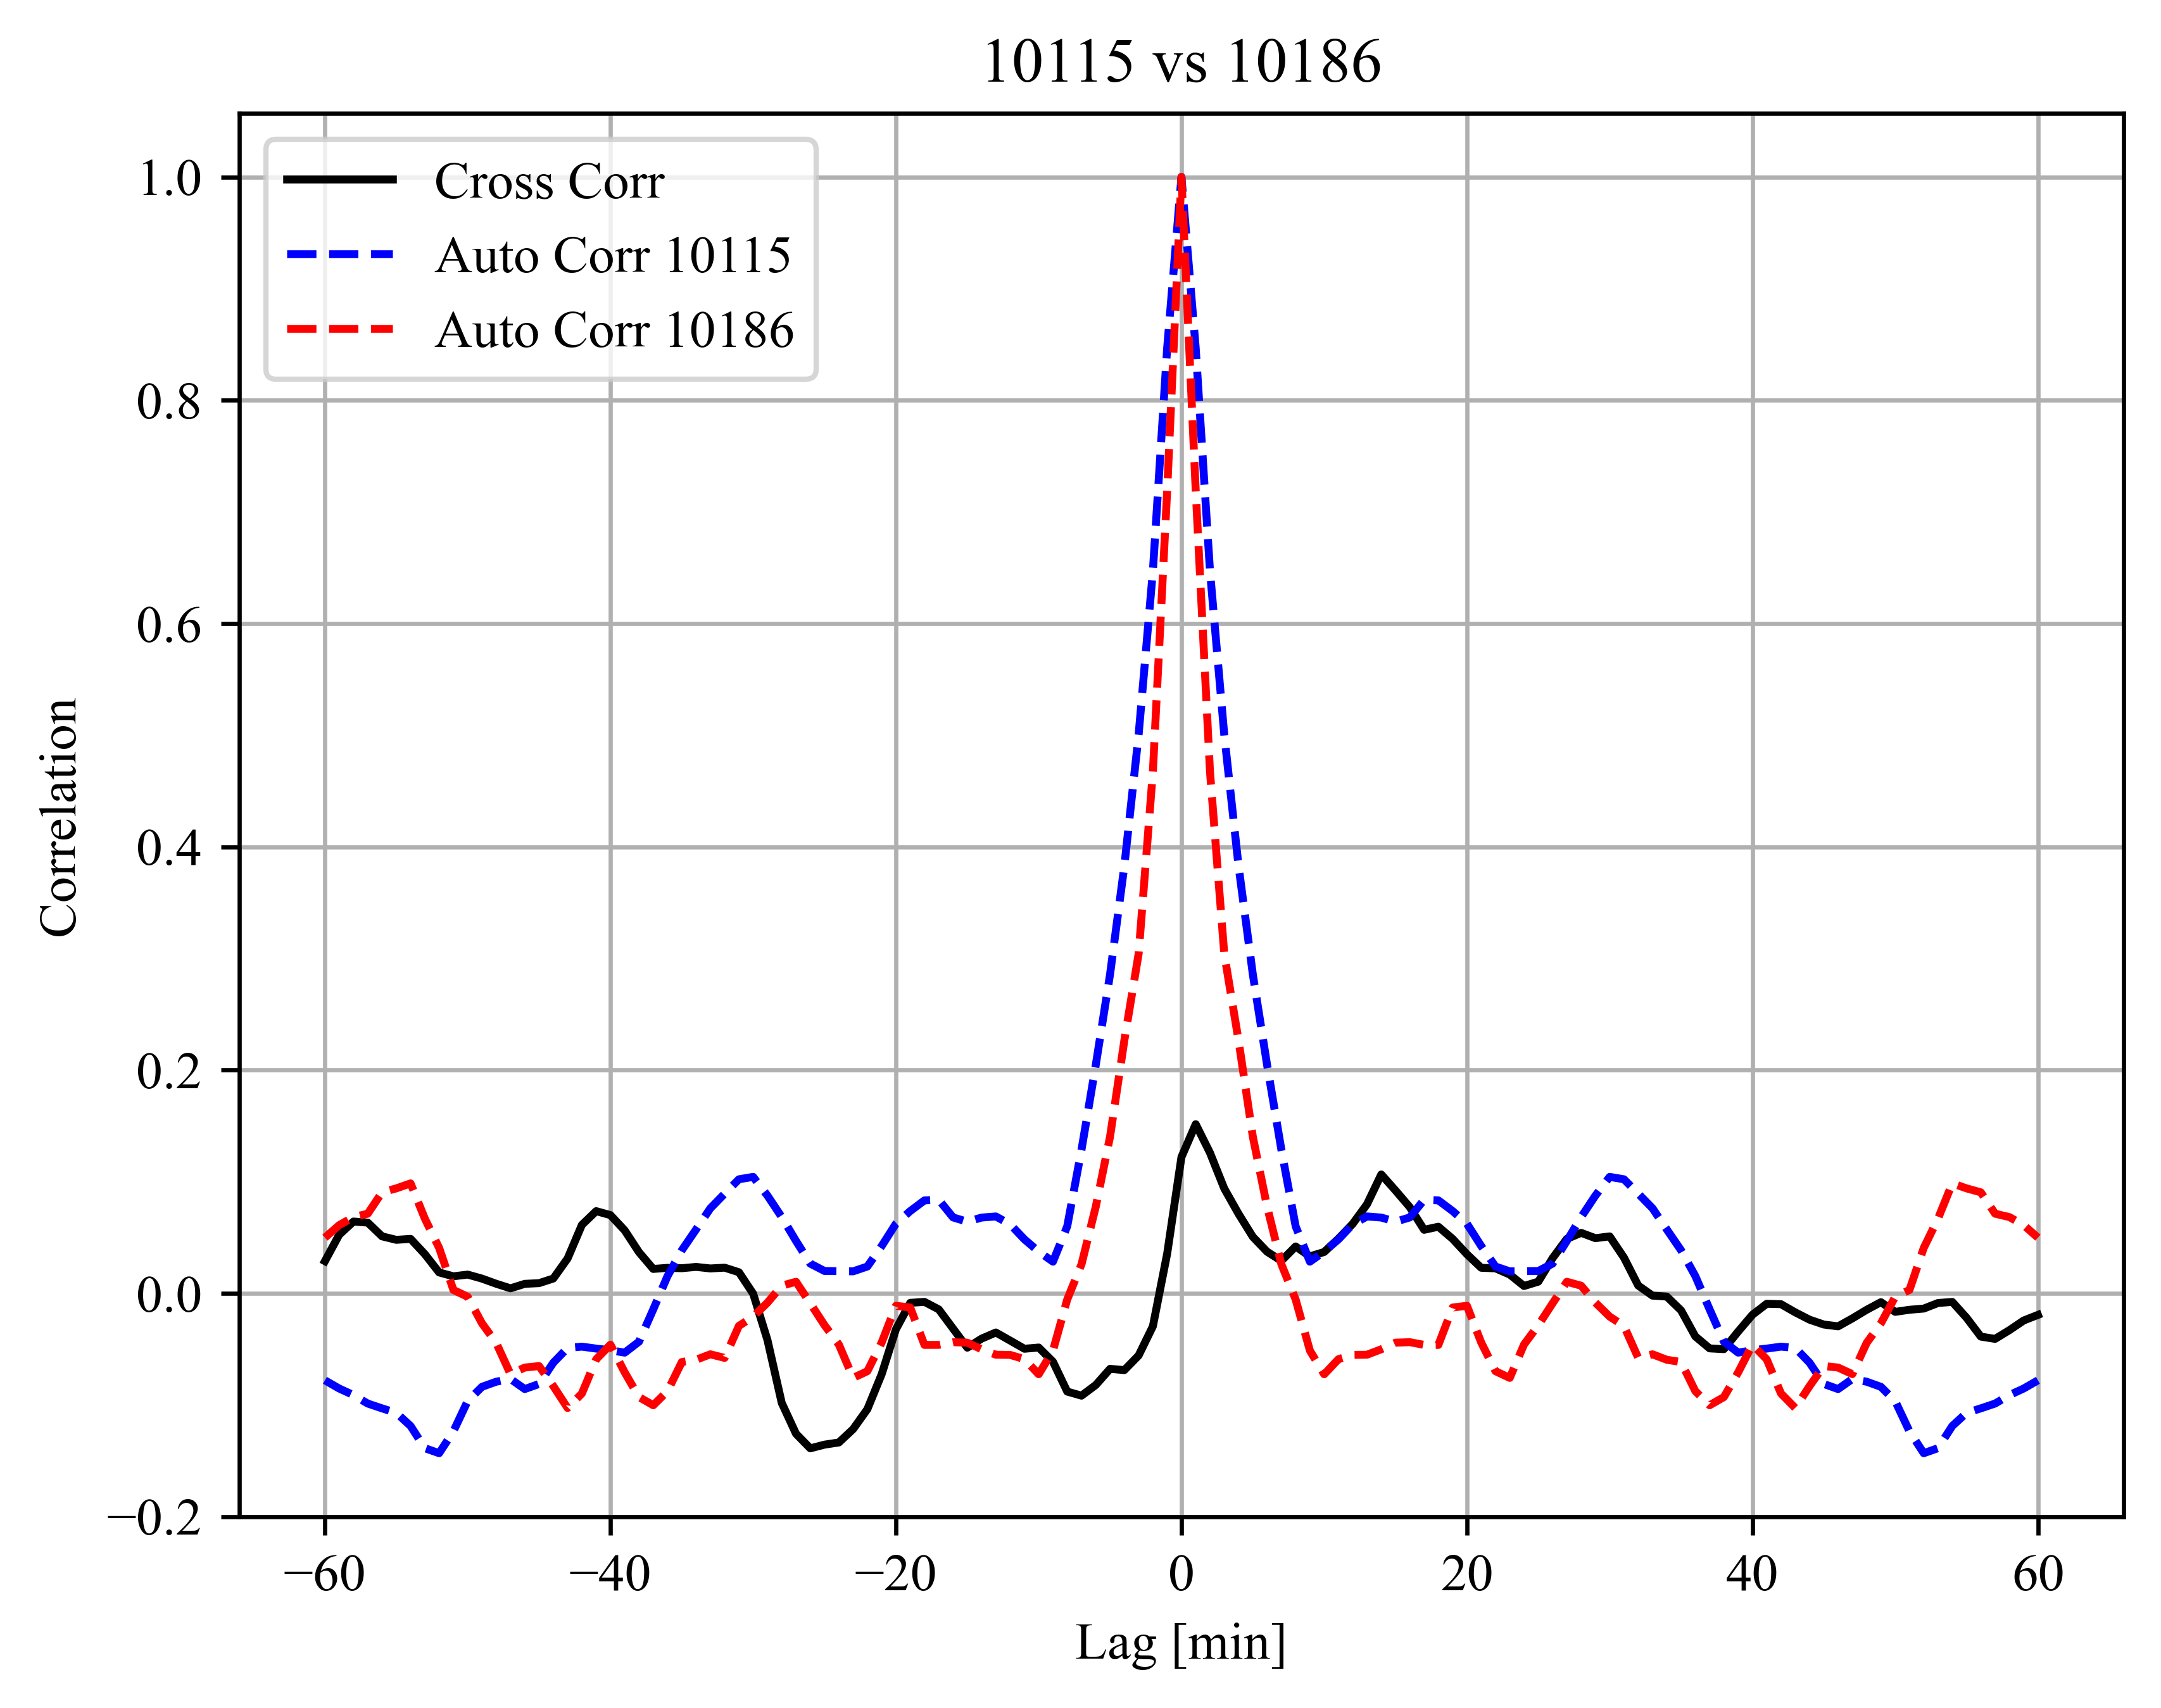 10115 vs 10186
Cross Corr
Auto Corr 10115
Auto Corr 10186
1.0
0.8
0.6
0.4
0.2
0.0
−0.2
Correlation
−60 −40 −20 0 20 40 60
Lag [min]